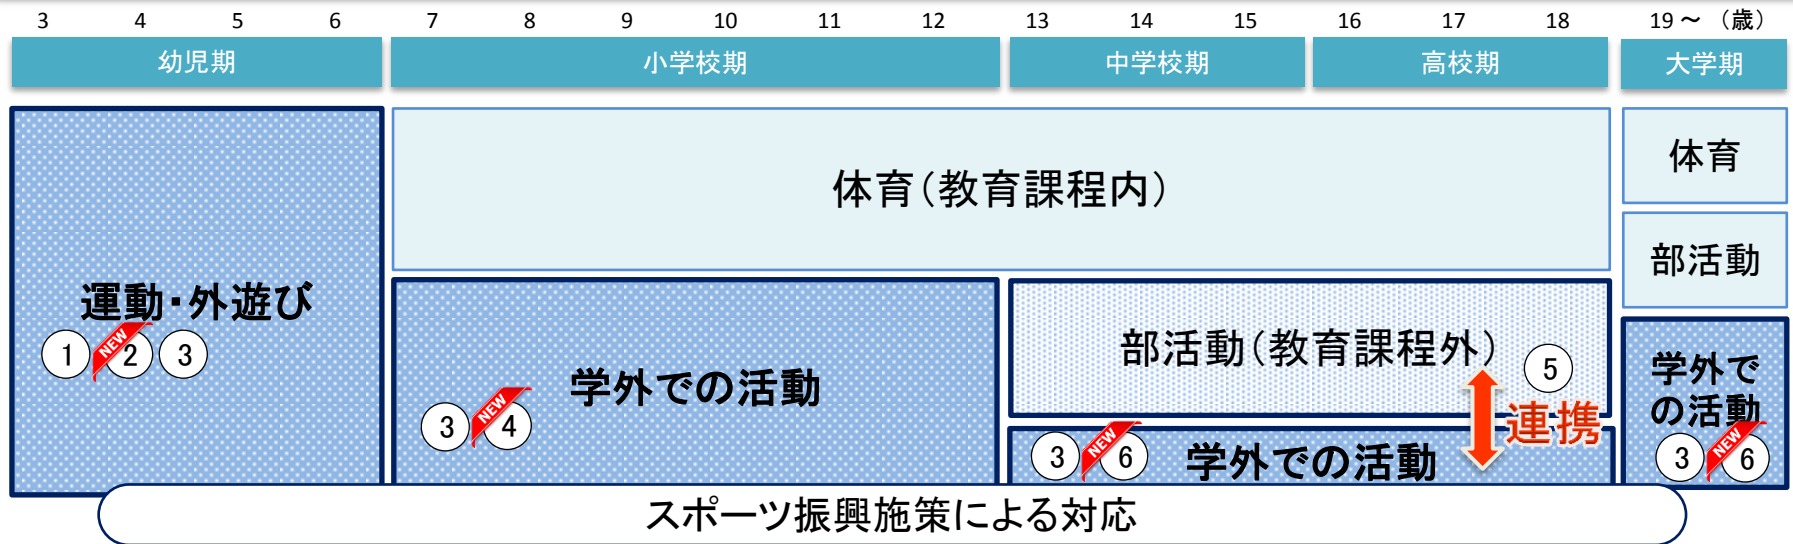 3 4 5 6 7 8 9 10 11 12 13 14 15 16 17 18 19～ （歳）
幼児期 小学校期 中学校期 高校期 大学期
体育（教育課程内）
体育
部活動
運動・外遊び
① NEW ② ③
学外での活動
③ NEW ④
部活動（教育課程外）
⑤
連携
③ NEW ⑥ 学外での活動
学外で
の活動
③ NEW ⑥
スポーツ振興施策による対応